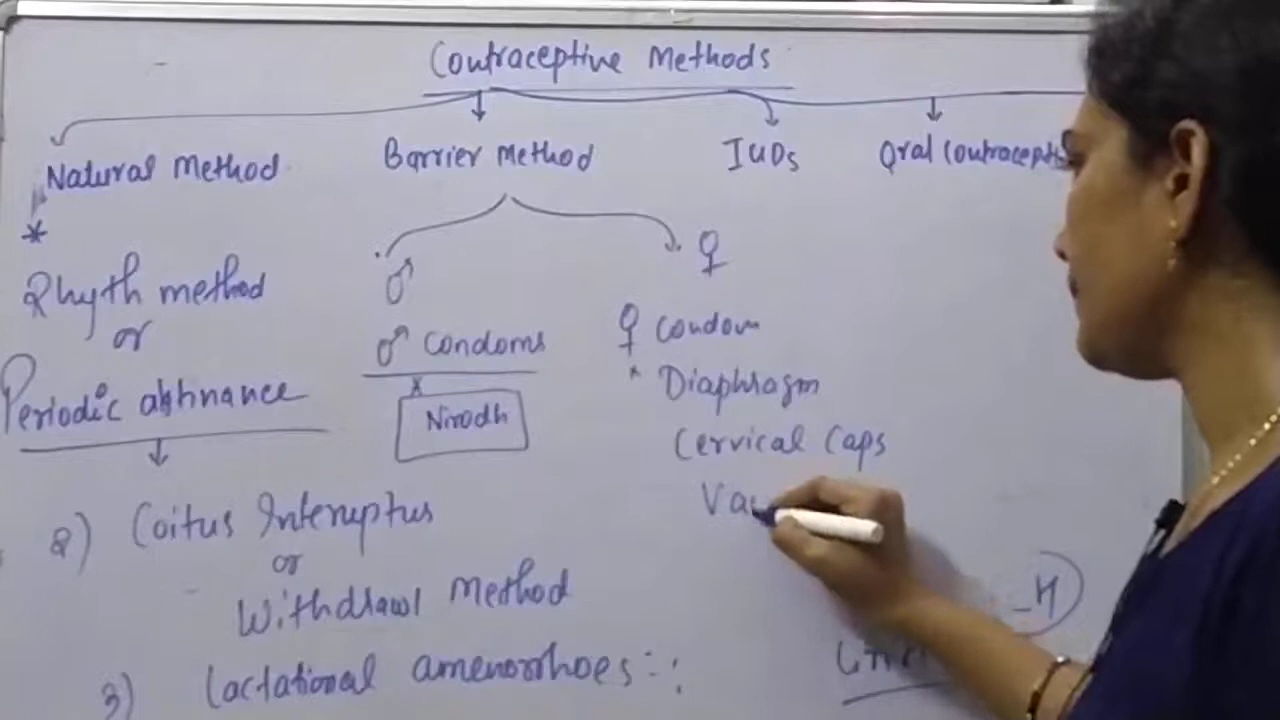 Contraceptive Methods
Natural Method
Barrier Method
IUDs
Oral Contracepti
*
Rhyth method
or
Periodic abstinance
♂
♂ Condoms
Nirodh
♀
♀ Condom
* Diaphragm
Cervical Caps
Va
2) Coitus Interuptus
or
Withdrawl Method
3) lactational amenorrhoes:-: